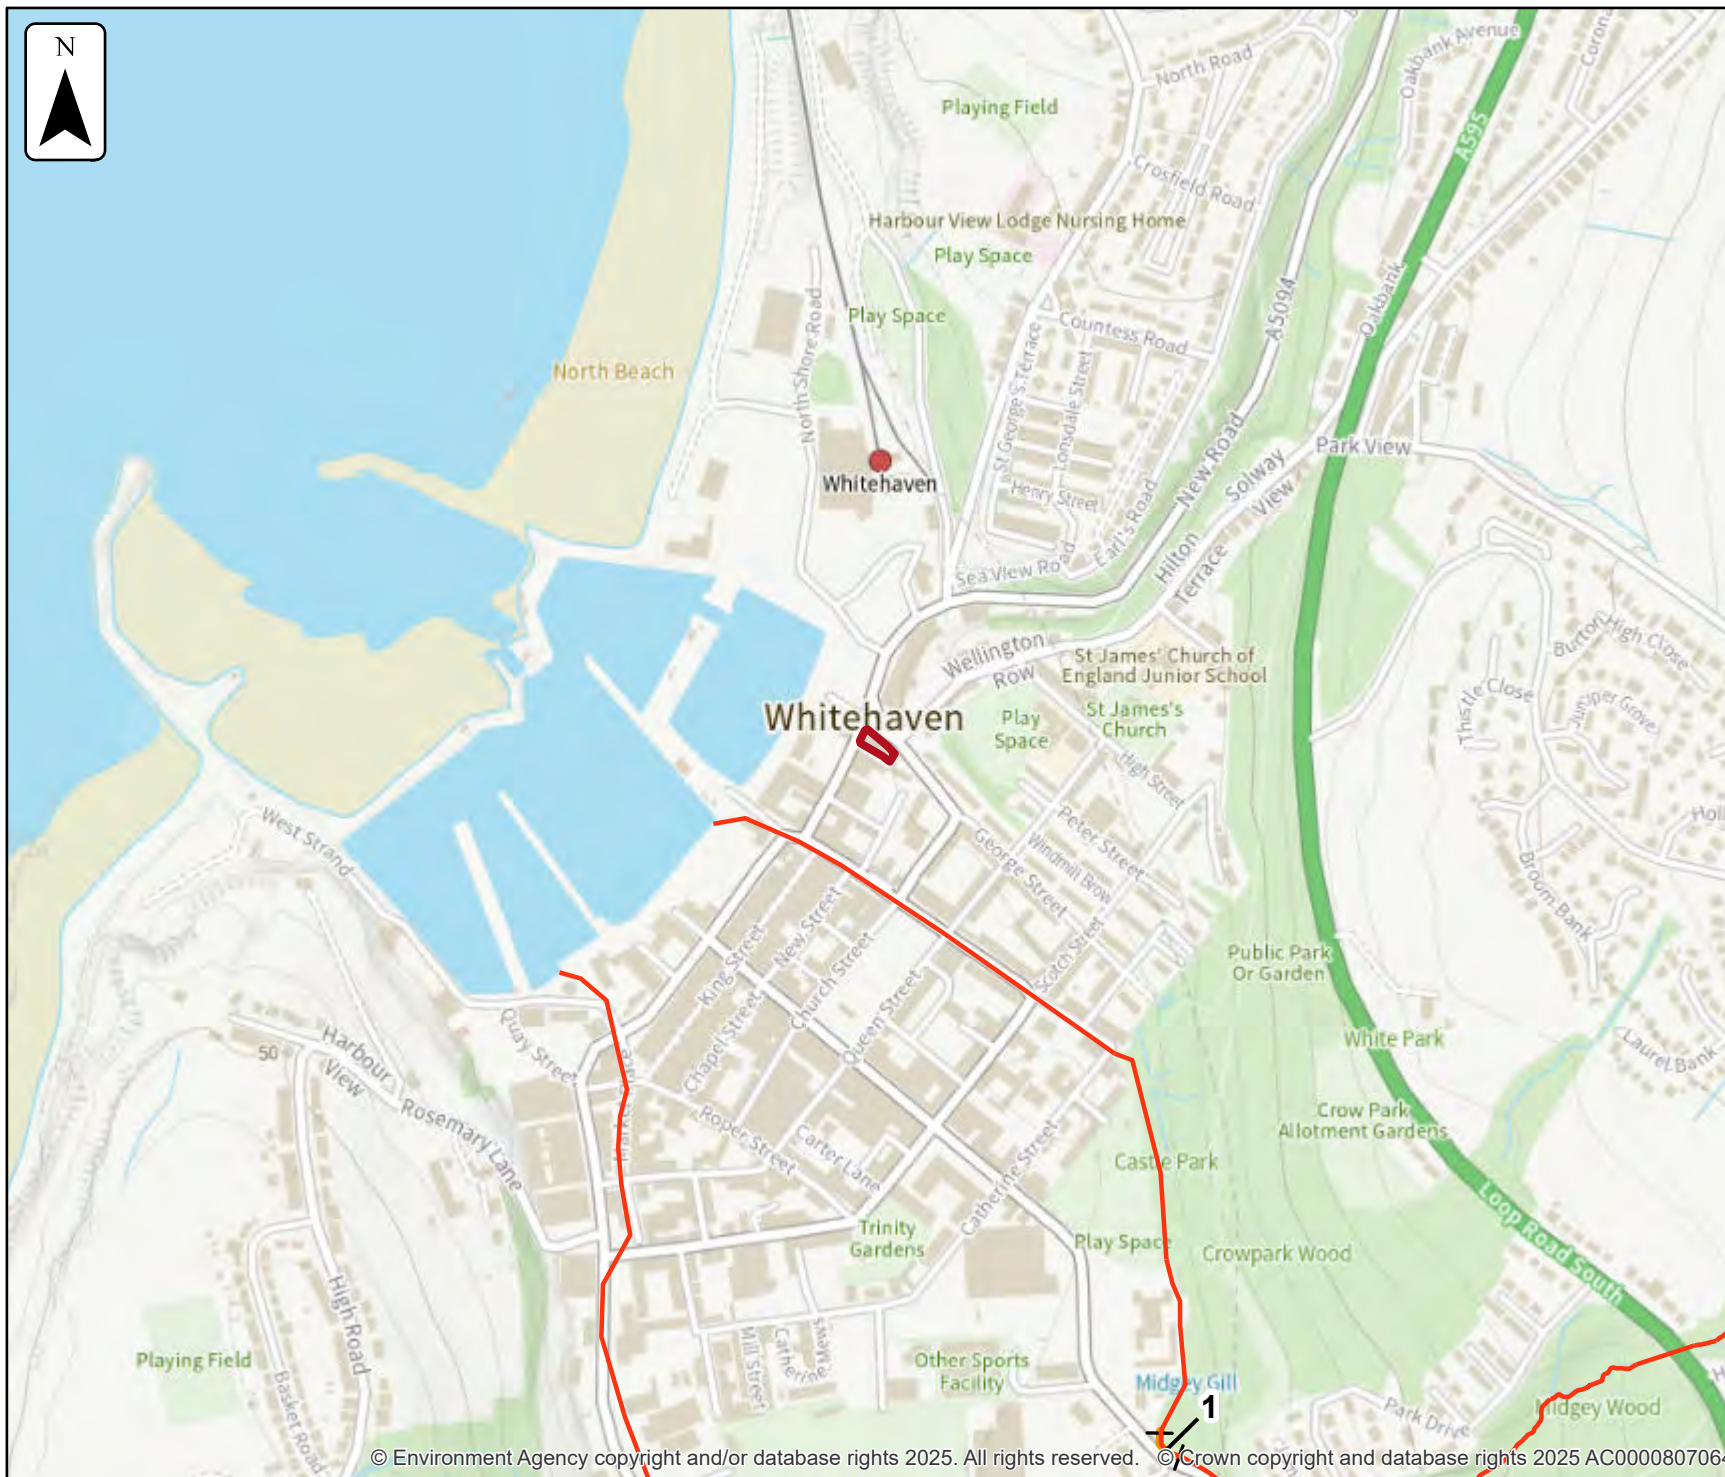 N
North Road
Oakbank Avenue
Corona
Playing Field
A595
Crosfield Road
Harbour View Lodge Nursing Home
Play Space
A5094
Oakbank
Play Space
North Shore Road
Countess Road
North Beach
St George's Terrace
Lonsdale Street
Park View
New Road
Solway
View
Whitehaven
Henry Street
Earl's Road
Hilton
Terrace
Sea View Road
Wellington
Row
St James' Church of
England Junior School
Burton
High Close
Thistle Close
Juniper Grove
Whitehaven
Play
Space
St James's
Church
High Street
West Strand
Peter Street
Windmill Brow
George Street
Holl
Broom Bank
New Street
King Street
Church Street
Scotch Street
Public Park
Or Garden
Queen Street
Chapel Street
Quay Street
Harbour
View
50
White Park
Laurel Bank
Rosemary Lane
Market Place
Roper Street
Carter Lane
Catherine Street
Crow Park
Allotment Gardens
Castle Park
Loop Road South
Trinity
Gardens
Play Space
Crowpark Wood
High Road
Playing Field
Basket Road
Mill Street
Catherine
Mews
Other Sports
Facility
Midgey Gill
1
Park Drive
Midgey Wood
© Environment Agency copyright and/or database rights 2025. All rights reserved. © Crown copyright and database rights 2025 AC000080706